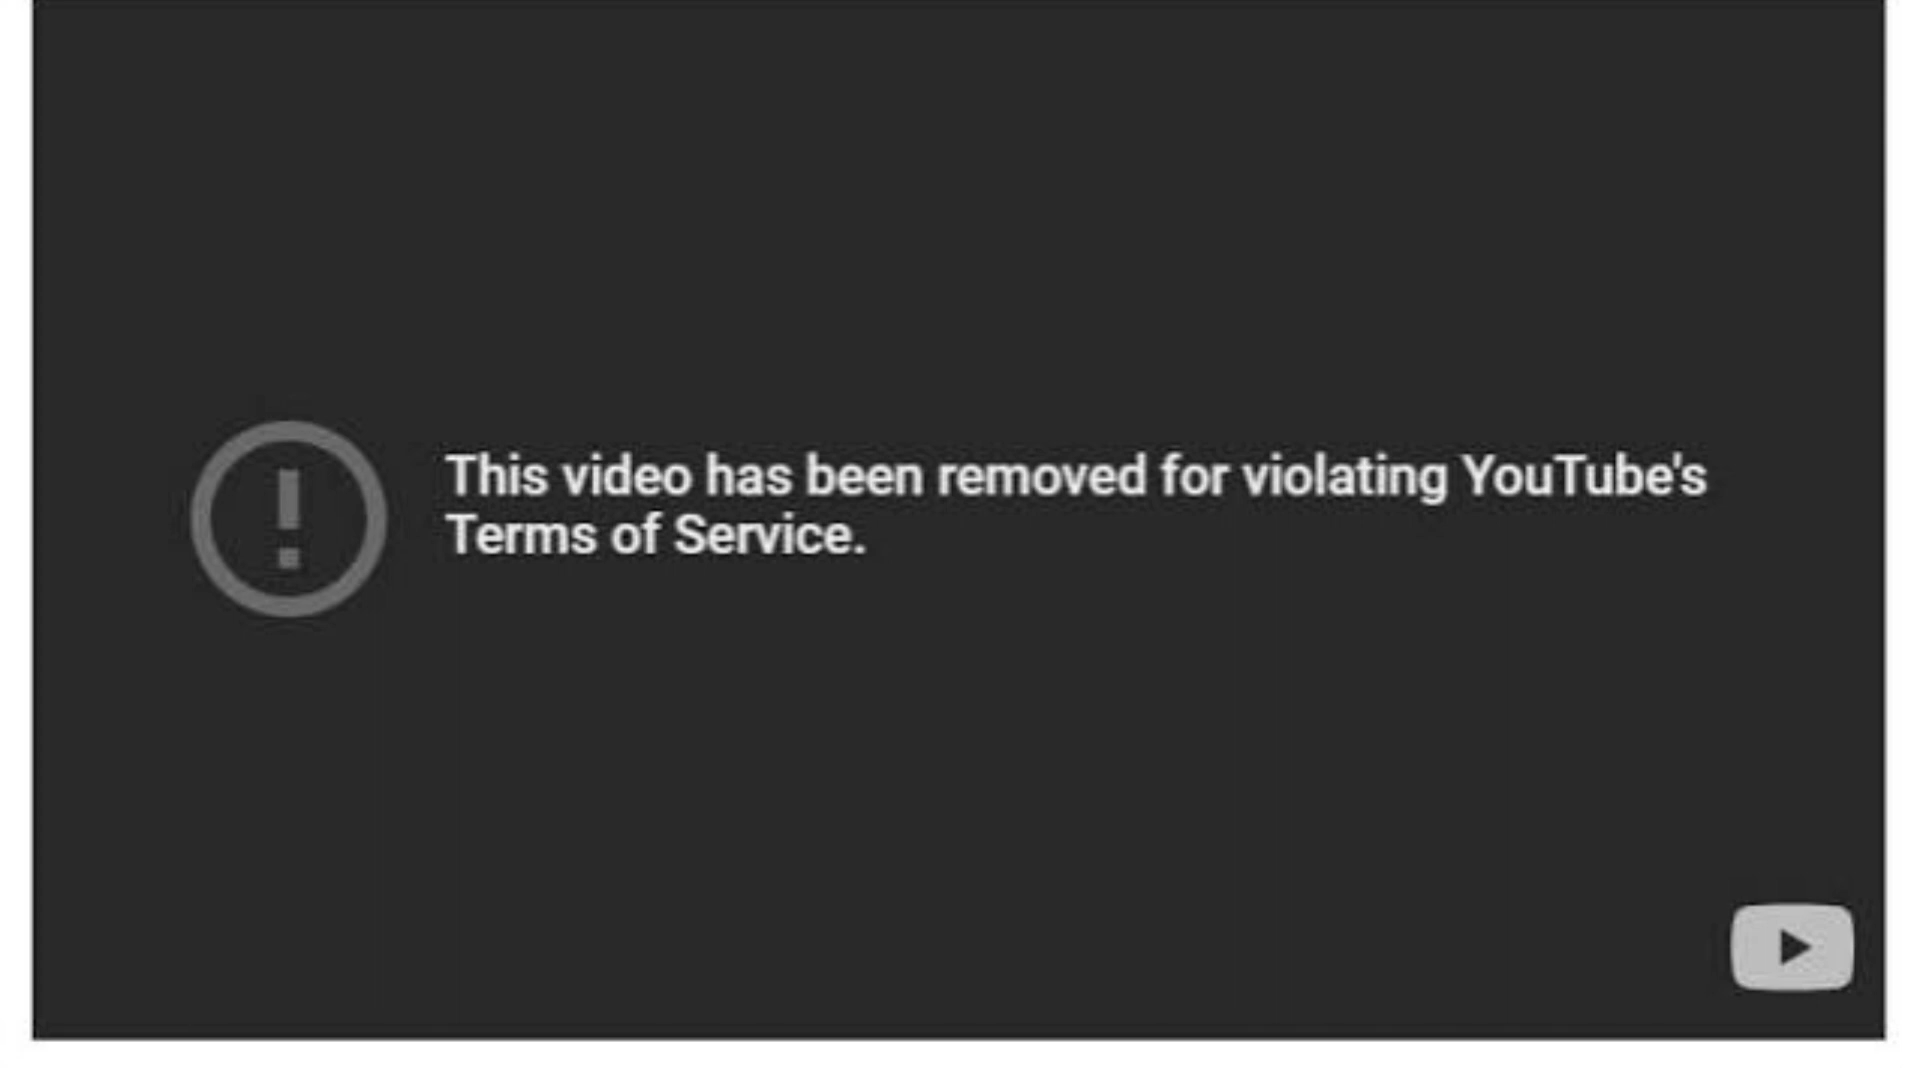 This video has been removed for violating YouTube's
Terms of Service.